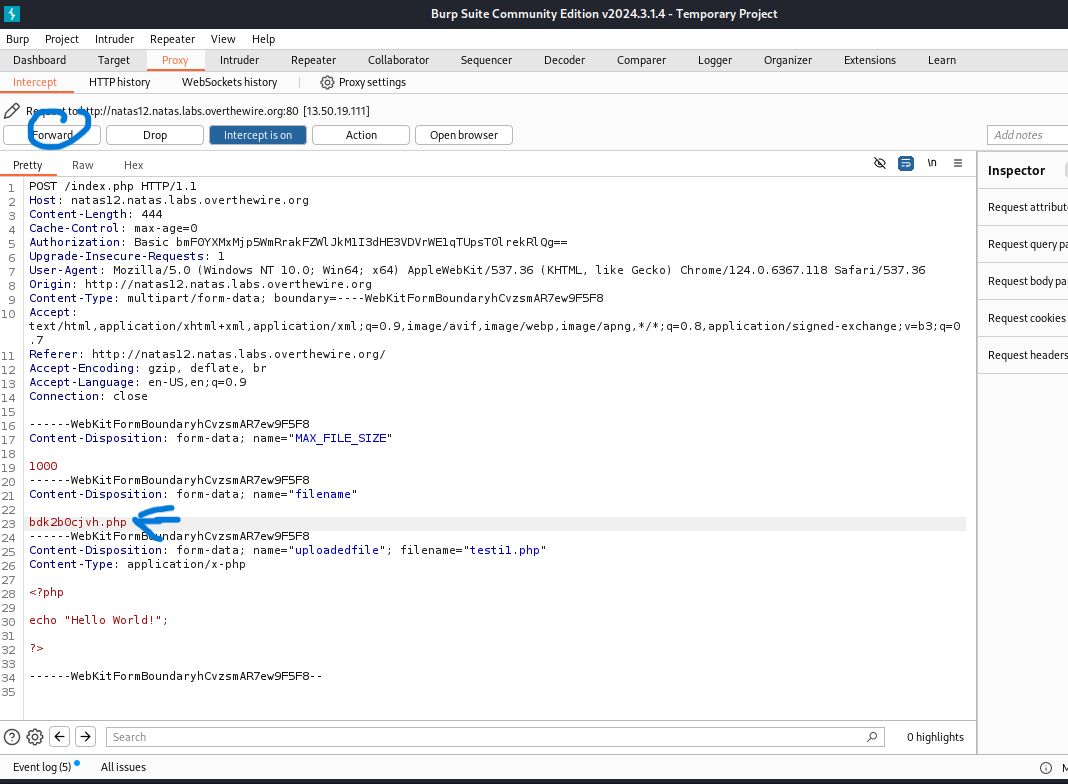 Burp Suite Community Edition v2024.3.1.4 - Temporary Project
Burp Project Intruder Repeater View Help
Dashboard Target Proxy Intruder Repeater Collaborator Sequencer Decoder Comparer Logger Organizer Extensions Learn
Intercept HTTP history WebSockets history Proxy settings
Request to http://natas12.natas.labs.overthewire.org:80 [13.50.19.111]
Forward Drop Intercept is on Action Open browser Add notes
Pretty Raw Hex \n
Inspector
Request attribut
Request query pa
Request body pa
Request cookies
Request headers
1 POST /index.php HTTP/1.1
2 Host: natas12.natas.labs.overthewire.org
3 Content-Length: 444
4 Cache-Control: max-age=0
5 Authorization: Basic bmF0YXMxMjp5WmRrakFZWlJkM1I3dHE3VDVrWE1qTUpsT0lrekRlQg==
6 Upgrade-Insecure-Requests: 1
7 User-Agent: Mozilla/5.0 (Windows NT 10.0; Win64; x64) AppleWebKit/537.36 (KHTML, like Gecko) Chrome/124.0.6367.118 Safari/537.36
8 Origin: http://natas12.natas.labs.overthewire.org
9 Content-Type: multipart/form-data; boundary=----WebKitFormBoundaryhCvzsmAR7ew9F5F8
10 Accept:
text/html,application/xhtml+xml,application/xml;q=0.9,image/avif,image/webp,image/apng,*/*;q=0.8,application/signed-exchange;v=b3;q=0
.7
11 Referer: http://natas12.natas.labs.overthewire.org/
12 Accept-Encoding: gzip, deflate, br
13 Accept-Language: en-US,en;q=0.9
14 Connection: close
15
16 ------WebKitFormBoundaryhCvzsmAR7ew9F5F8
17 Content-Disposition: form-data; name="MAX_FILE_SIZE"
18
19 1000
20 ------WebKitFormBoundaryhCvzsmAR7ew9F5F8
21 Content-Disposition: form-data; name="filename"
22
23 bdk2b0cjvh.php
24 ------WebKitFormBoundaryhCvzsmAR7ew9F5F8
25 Content-Disposition: form-data; name="uploadedfile"; filename="testi1.php"
26 Content-Type: application/x-php
27
28 <?php
29
30 echo "Hello World!";
31
32 ?>
33
34 ------WebKitFormBoundaryhCvzsmAR7ew9F5F8--
35
Search 0 highlights
Event log (5) All issues